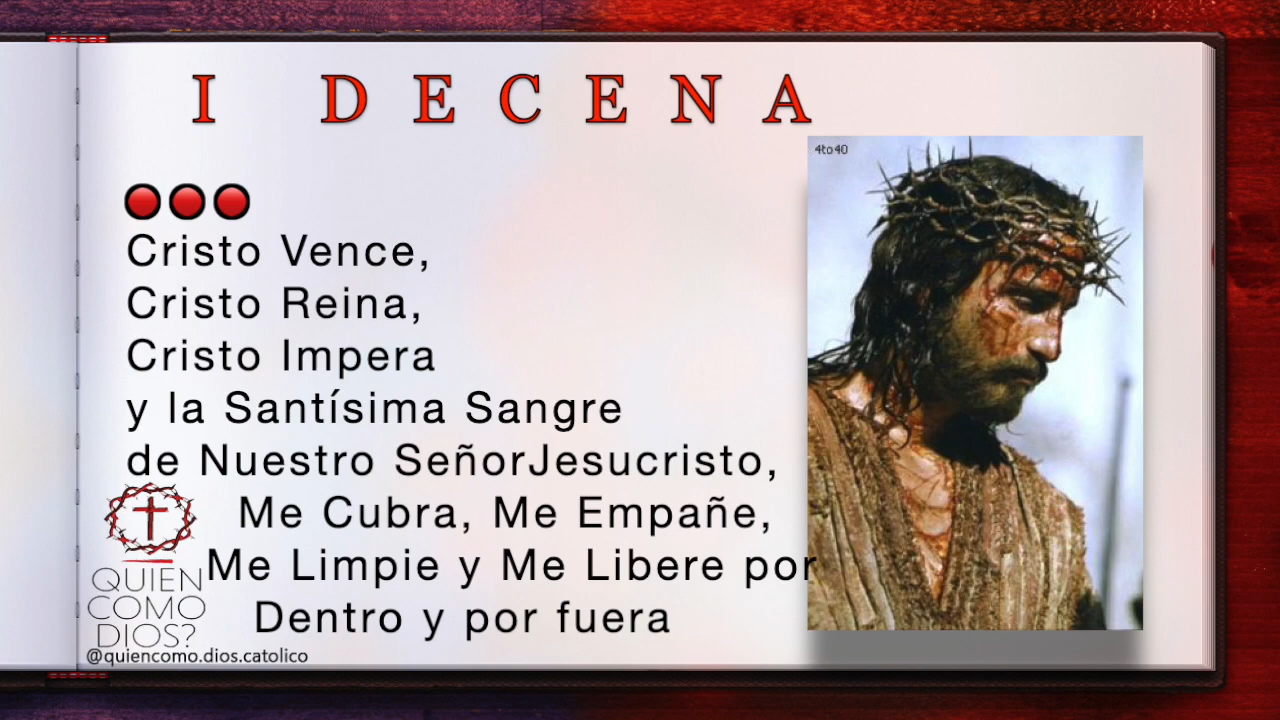 I DECENA
4to40
Cristo Vence,
Cristo Reina,
Cristo Impera
y la Santísima Sangre
de Nuestro SeñorJesucristo,
Me Cubra, Me Empañe,
Me Limpie y Me Libere por
Dentro y por fuera
QUIEN
COMO
DIOS?
@quiencomo.dios.catolico